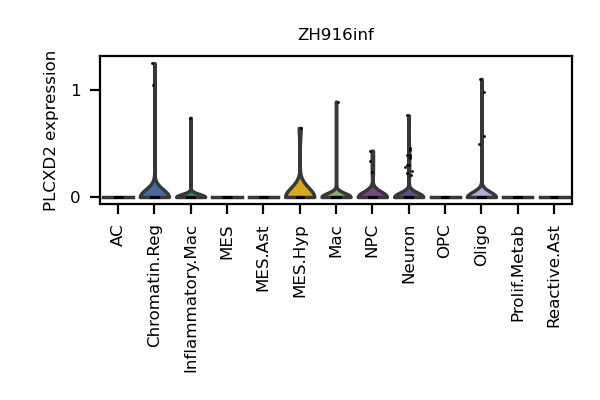 ZH916inf
PLCXD2 expression
1
0
AC
Chromatin.Reg
Inflammatory.Mac
MES
MES.Ast
MES.Hyp
Mac
NPC
Neuron
OPC
Oligo
Prolif.Metab
Reactive.Ast